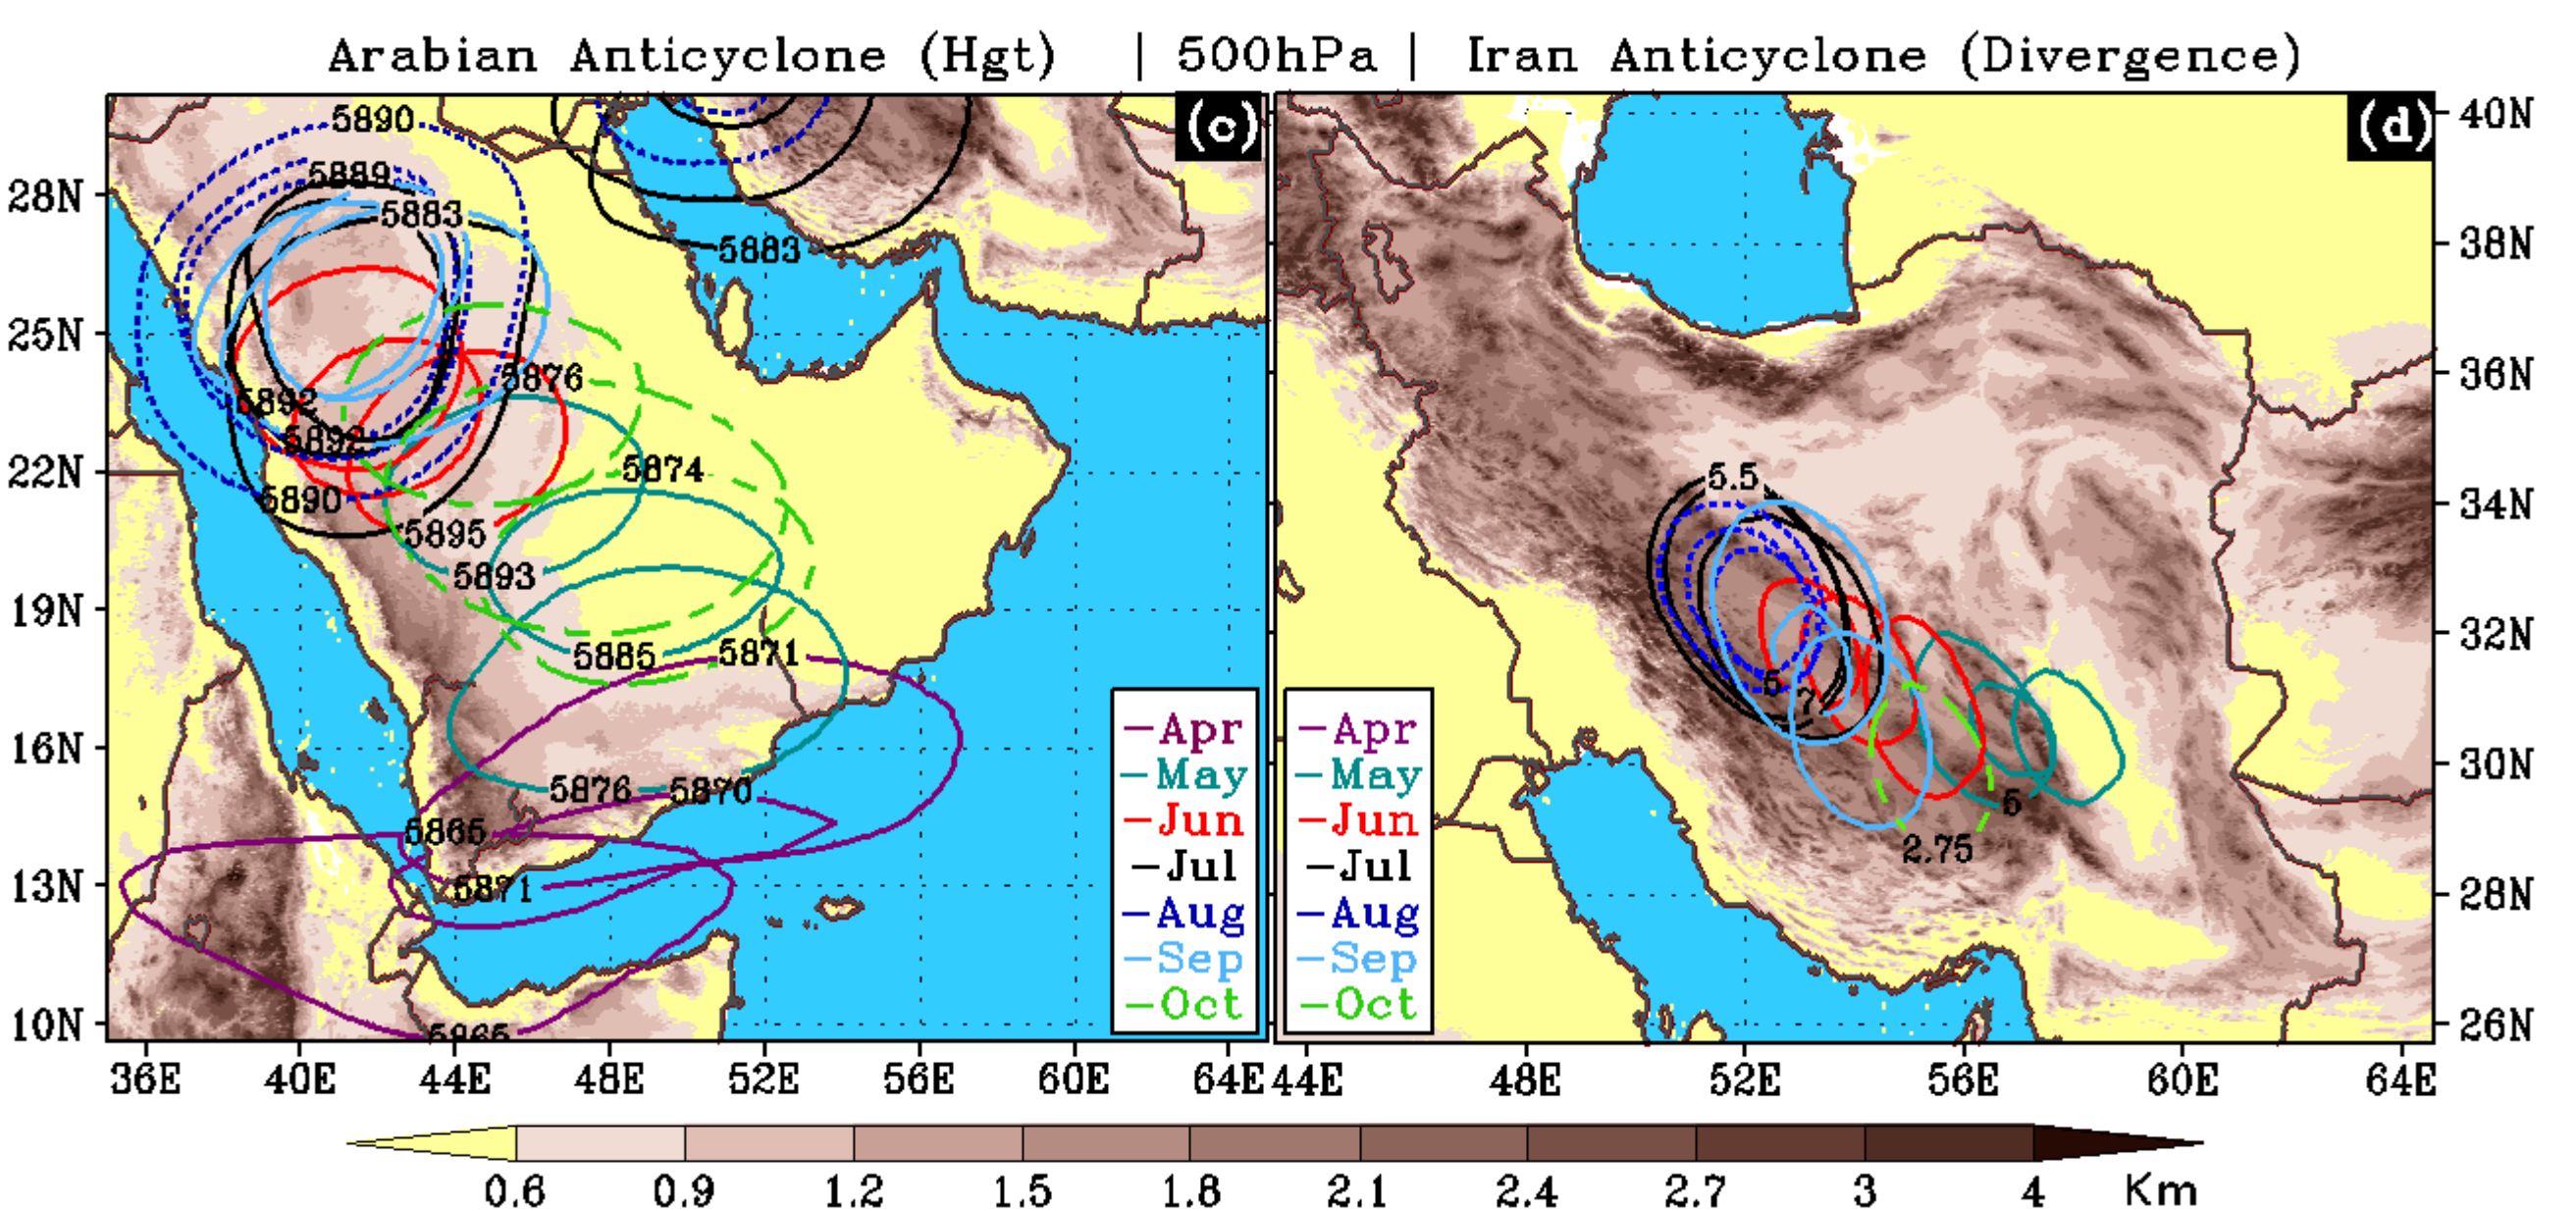 Arabian Anticyclone (Hgt) | 500hPa | Iran Anticyclone (Divergence)
(c)
(d)
5890
5889
5883
5883
5892
5892
5890
5876
5874
5895
5893
5885
5871
5876
5870
5865
5871
5865
28N
25N
22N
19N
16N
13N
10N
36E 40E 44E 48E 52E 56E 60E 64E
-Apr
-May
-Jun
-Jul
-Aug
-Sep
-Oct
5.5
5
7
5
2.75
-Apr
-May
-Jun
-Jul
-Aug
-Sep
-Oct
40N
38N
36N
34N
32N
30N
28N
26N
44E 48E 52E 56E 60E 64E
0.6 0.9 1.2 1.5 1.8 2.1 2.4 2.7 3 4 Km